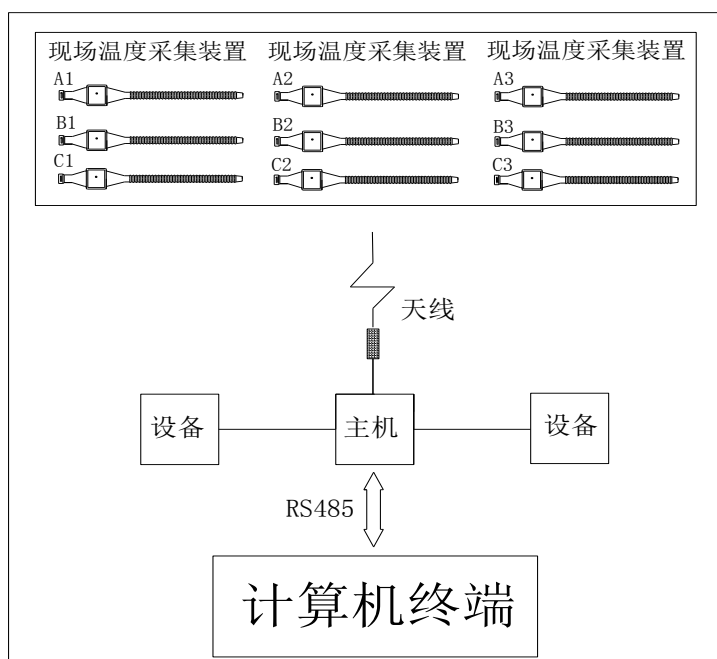 现场温度采集装置 现场温度采集装置 现场温度采集装置
A1 A2 A3
B1 B2 B3
C1 C2 C3
天线
设备 主机 设备
RS485
计算机终端